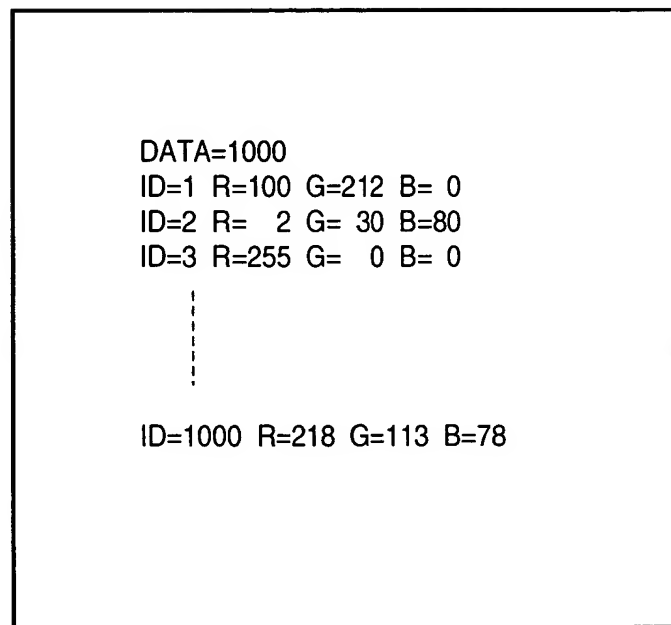 DATA=1000
ID=1 R=100 G=212 B= 0
ID=2 R= 2 G= 30 B=80
ID=3 R=255 G= 0 B= 0
ID=1000 R=218 G=113 B=78